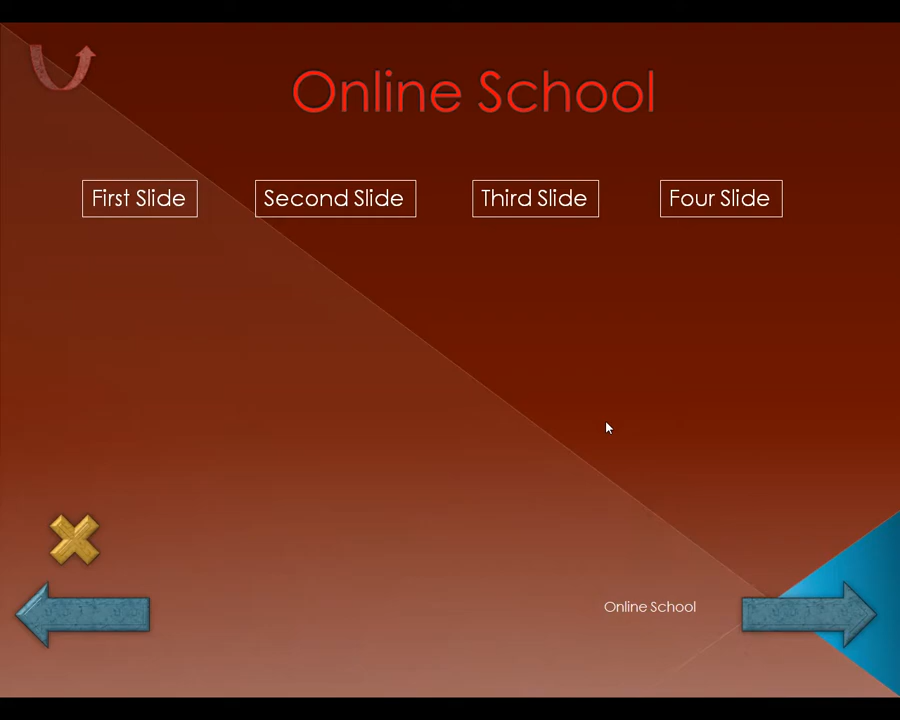 Online School
First Slide
Second Slide
Third Slide
Four Slide
Online School